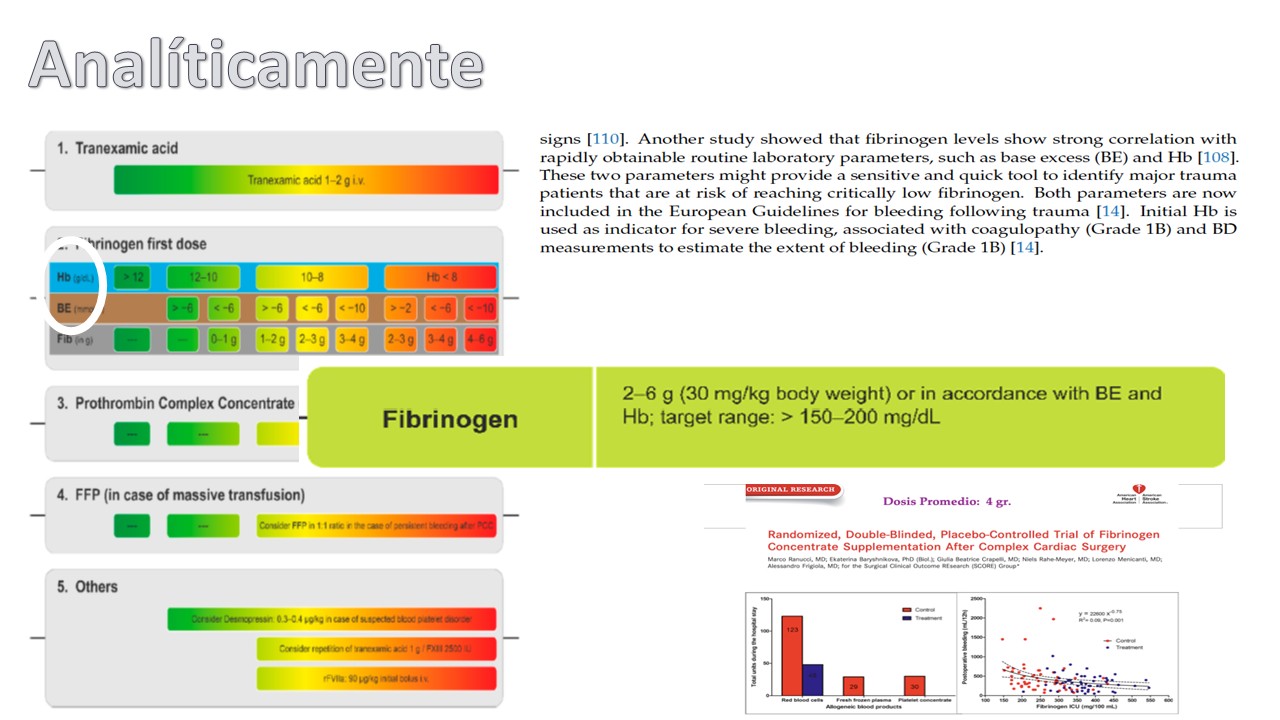 Analíticamente
1. Tranexamic acid
Tranexamic acid 1–2 g i.v.
2. Fibrinogen first dose
Hb (g/dL) > 12 12–10 10–8 Hb < 8
BE > -6 < -6 > -6 < -6 < -10 > -2 < -6 < -10
Fib (in g) --- --- 0–1 g 1–2 g 2–3 g 3–4 g 2–3 g 3–4 g 4–6 g
3. Prothrombin Complex Concentrate
--- ---
4. FFP (in case of massive transfusion)
--- --- Consider FFP in 1:1 ratio in the case of persistent bleeding after PCC
5. Others
Consider Desmopressin: 0.3–0.4 µg/kg in case of suspected blood platelet disorder
Consider repetition of tranexamic acid 1 g / FXIII 2500 IU
rFVIIa: 90 µg/kg initial bolus i.v.
signs [110]. Another study showed that fibrinogen levels show strong correlation with
rapidly obtainable routine laboratory parameters, such as base excess (BE) and Hb [108].
These two parameters might provide a sensitive and quick tool to identify major trauma
patients that are at risk of reaching critically low fibrinogen. Both parameters are now
included in the European Guidelines for bleeding following trauma [14]. Initial Hb is
used as indicator for severe bleeding, associated with coagulopathy (Grade 1B) and BD
measurements to estimate the extent of bleeding (Grade 1B) [14].
Fibrinogen
2–6 g (30 mg/kg body weight) or in accordance with BE and
Hb; target range: > 150–200 mg/dL
ORIGINAL RESEARCH
Dosis Promedio: 4 gr.
American Heart Association
American Stroke Association
Randomized, Double-Blinded, Placebo-Controlled Trial of Fibrinogen
Concentrate Supplementation After Complex Cardiac Surgery
Marco Ranucci, MD; Ekaterina Baryshnikova, PhD (Biol.); Giulia Beatrice Crapelli, MD; Niels Rahe-Meyer, MD; Lorenzo Menicanti, MD;
Alessandro Frigiola, MD; for the Surgical Clinical Outcome REsearch (SCORE) Group*
Total units during the hospital stay
150
100
50
0
123
29
30
Control
Treatment
Red blood cells Fresh frozen plasma Platelet concentrate
Allogeneic blood products
Postoperative bleeding (mL/12h)
2500
2000
1500
1000
500
0
R²= 0.09, P=0.001
Control
Treatment
100 150 200 250 300 350 400 450 500 550 600
Fibrinogen ICU (mg/100 mL)